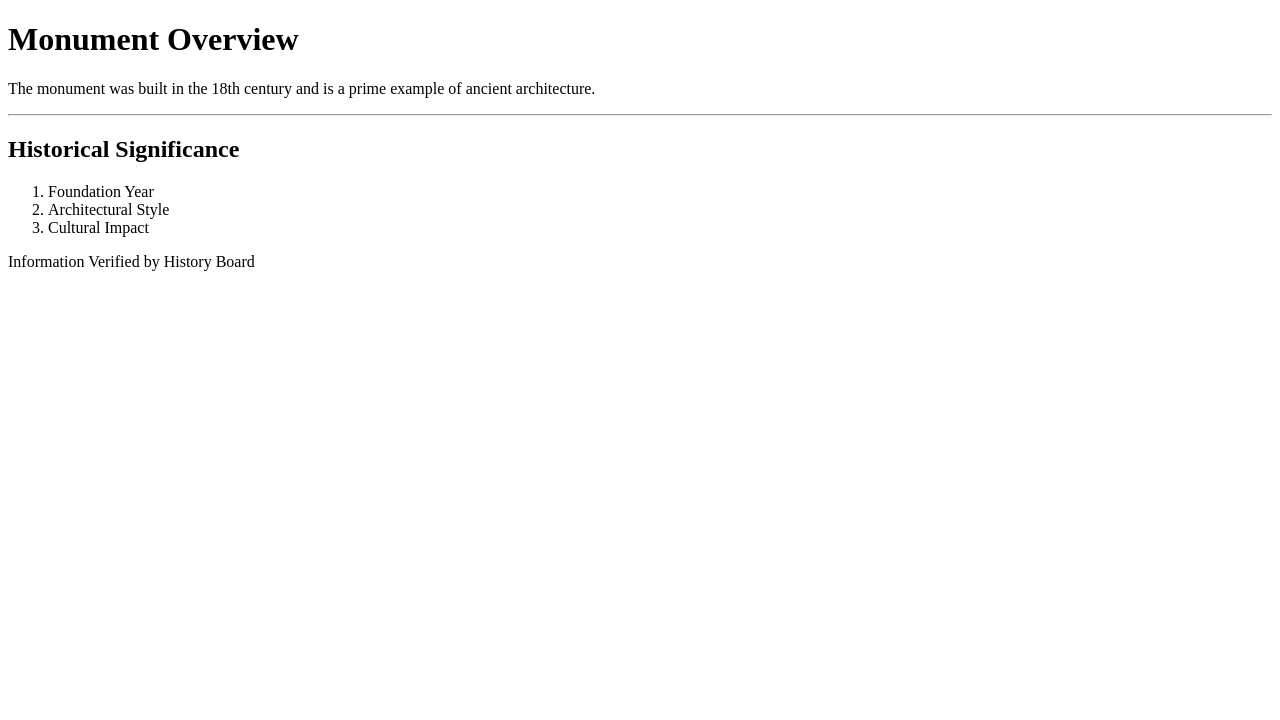 Monument Overview
The monument was built in the 18th century and is a prime example of ancient architecture.
Historical Significance
1. Foundation Year
2. Architectural Style
3. Cultural Impact
Information Verified by History Board